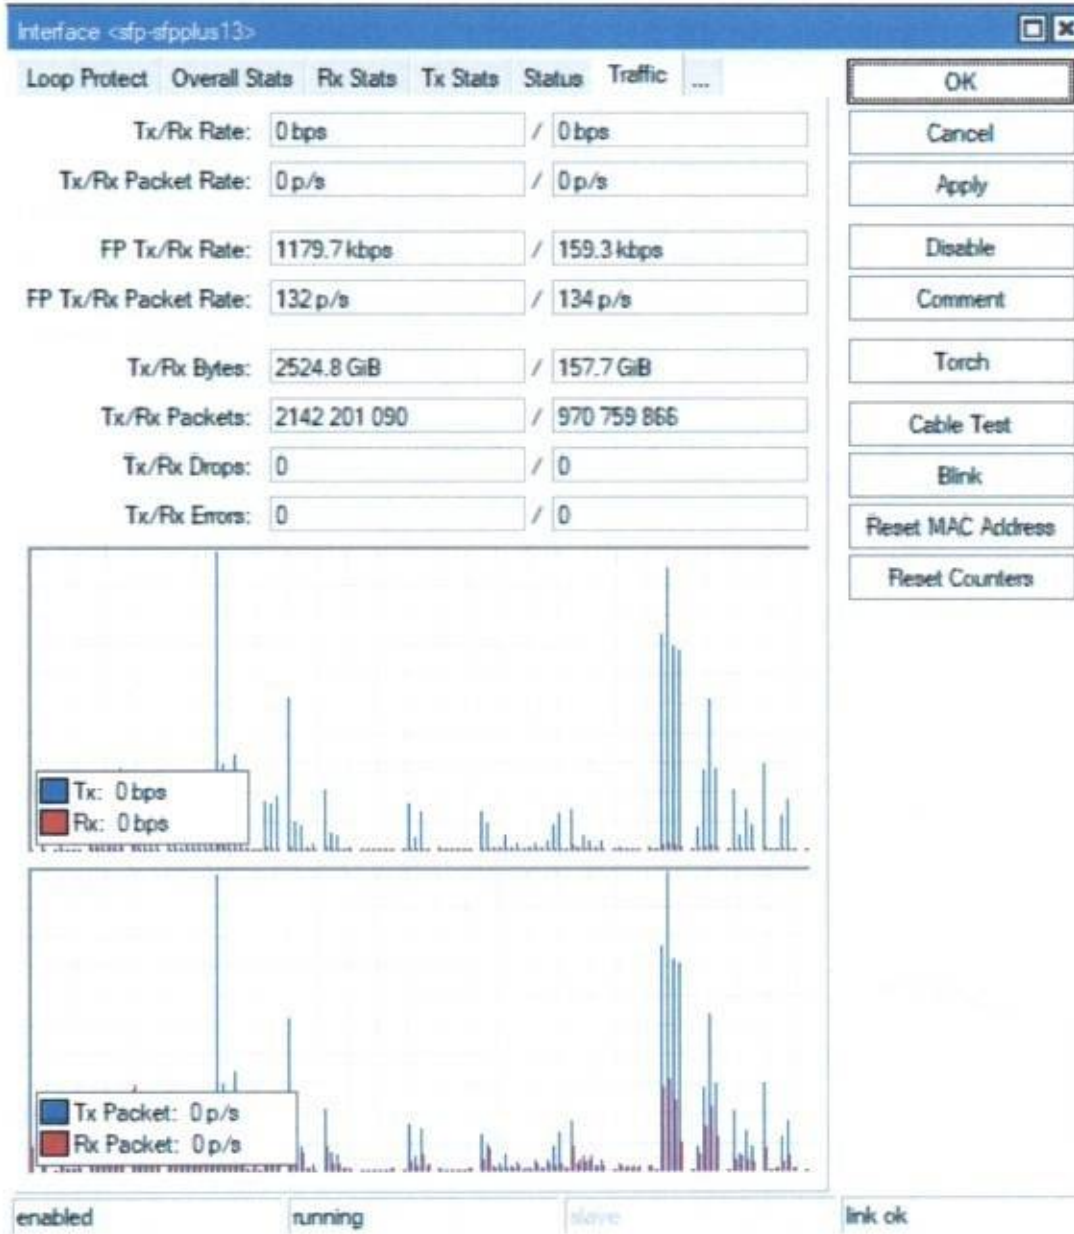 Interface <sfp-sfpplus13>
Loop Protect Overall Stats Rx Stats Tx Stats Status Traffic ...
OK
Tx/Rx Rate: 0 bps / 0 bps
Cancel
Tx/Rx Packet Rate: 0 p/s / 0 p/s
Apply
FP Tx/Rx Rate: 1179.7 kbps / 159.3 kbps
Disable
FP Tx/Rx Packet Rate: 132 p/s / 134 p/s
Comment
Tx/Rx Bytes: 2524.8 GiB / 157.7 GiB
Torch
Tx/Rx Packets: 2142 201 090 / 970 759 866
Cable Test
Tx/Rx Drops: 0 / 0
Blink
Tx/Rx Errors: 0 / 0
Reset MAC Address
Reset Counters
Tx: 0 bps
Rx: 0 bps
Tx Packet: 0 p/s
Rx Packet: 0 p/s
enabled running slave link ok